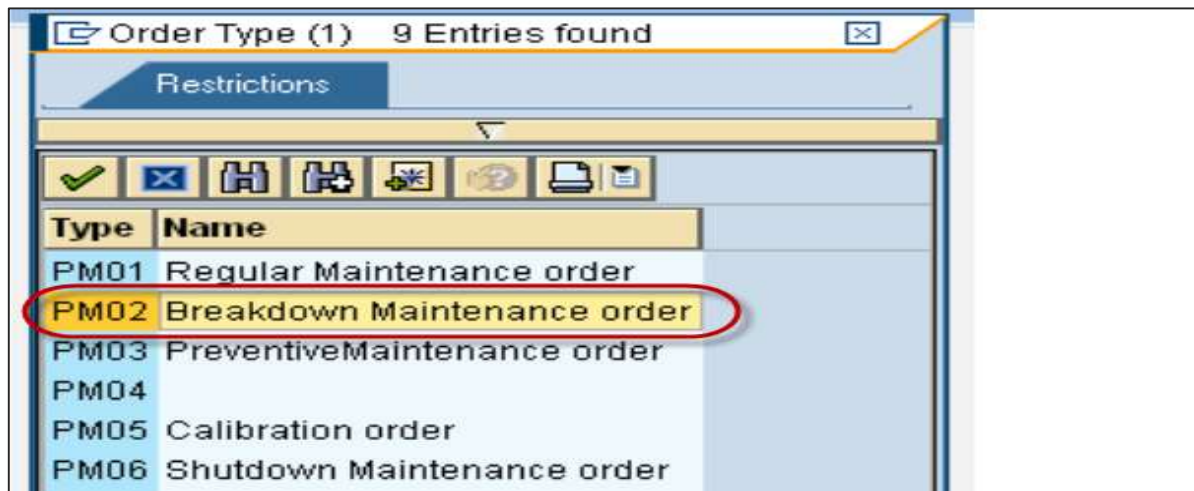 Order Type (1) 9 Entries found
Restrictions
Type Name
PM01 Regular Maintenance order
PM02 Breakdown Maintenance order
PM03 PreventiveMaintenance order
PM04
PM05 Calibration order
PM06 Shutdown Maintenance order